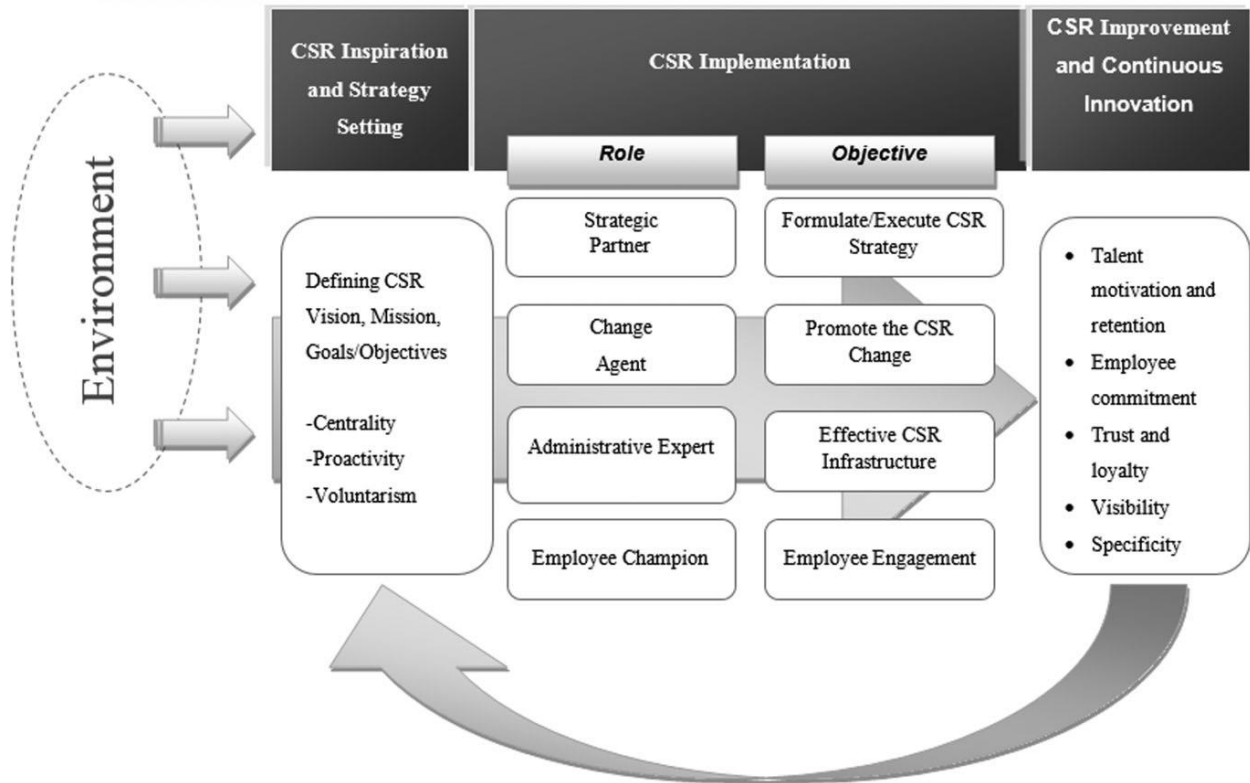 Environment
CSR Inspiration
and Strategy
Setting
Defining CSR
Vision, Mission,
Goals/Objectives
-Centrality
-Proactivity
-Voluntarism
CSR Implementation
Role
Objective
Strategic
Partner
Formulate/Execute CSR
Strategy
Change
Agent
Promote the CSR
Change
Administrative Expert
Effective CSR
Infrastructure
Employee Champion
Employee Engagement
CSR Improvement
and Continuous
Innovation
• Talent
motivation and
retention
• Employee
commitment
• Trust and
loyalty
• Visibility
• Specificity